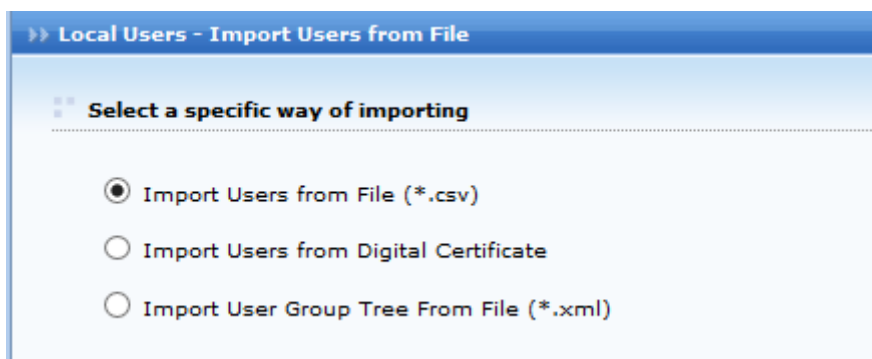 Local Users - Import Users from File
Select a specific way of importing
Import Users from File (*.csv)
Import Users from Digital Certificate
Import User Group Tree From File (*.xml)